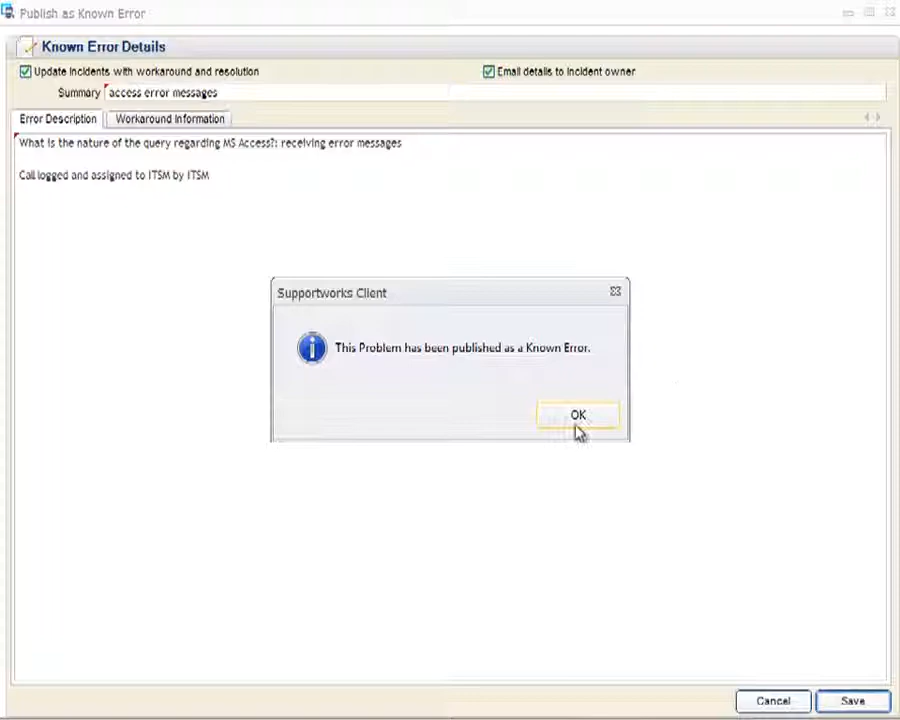 Publish as Known Error
Known Error Details
Update incidents with workaround and resolution
Email details to incident owner
Summary access error messages
Error Description
Workaround Information
What is the nature of the query regarding MS Access?: receiving error messages
Call logged and assigned to ITSM by ITSM
Supportworks Client
This Problem has been published as a Known Error.
OK
Cancel
Save